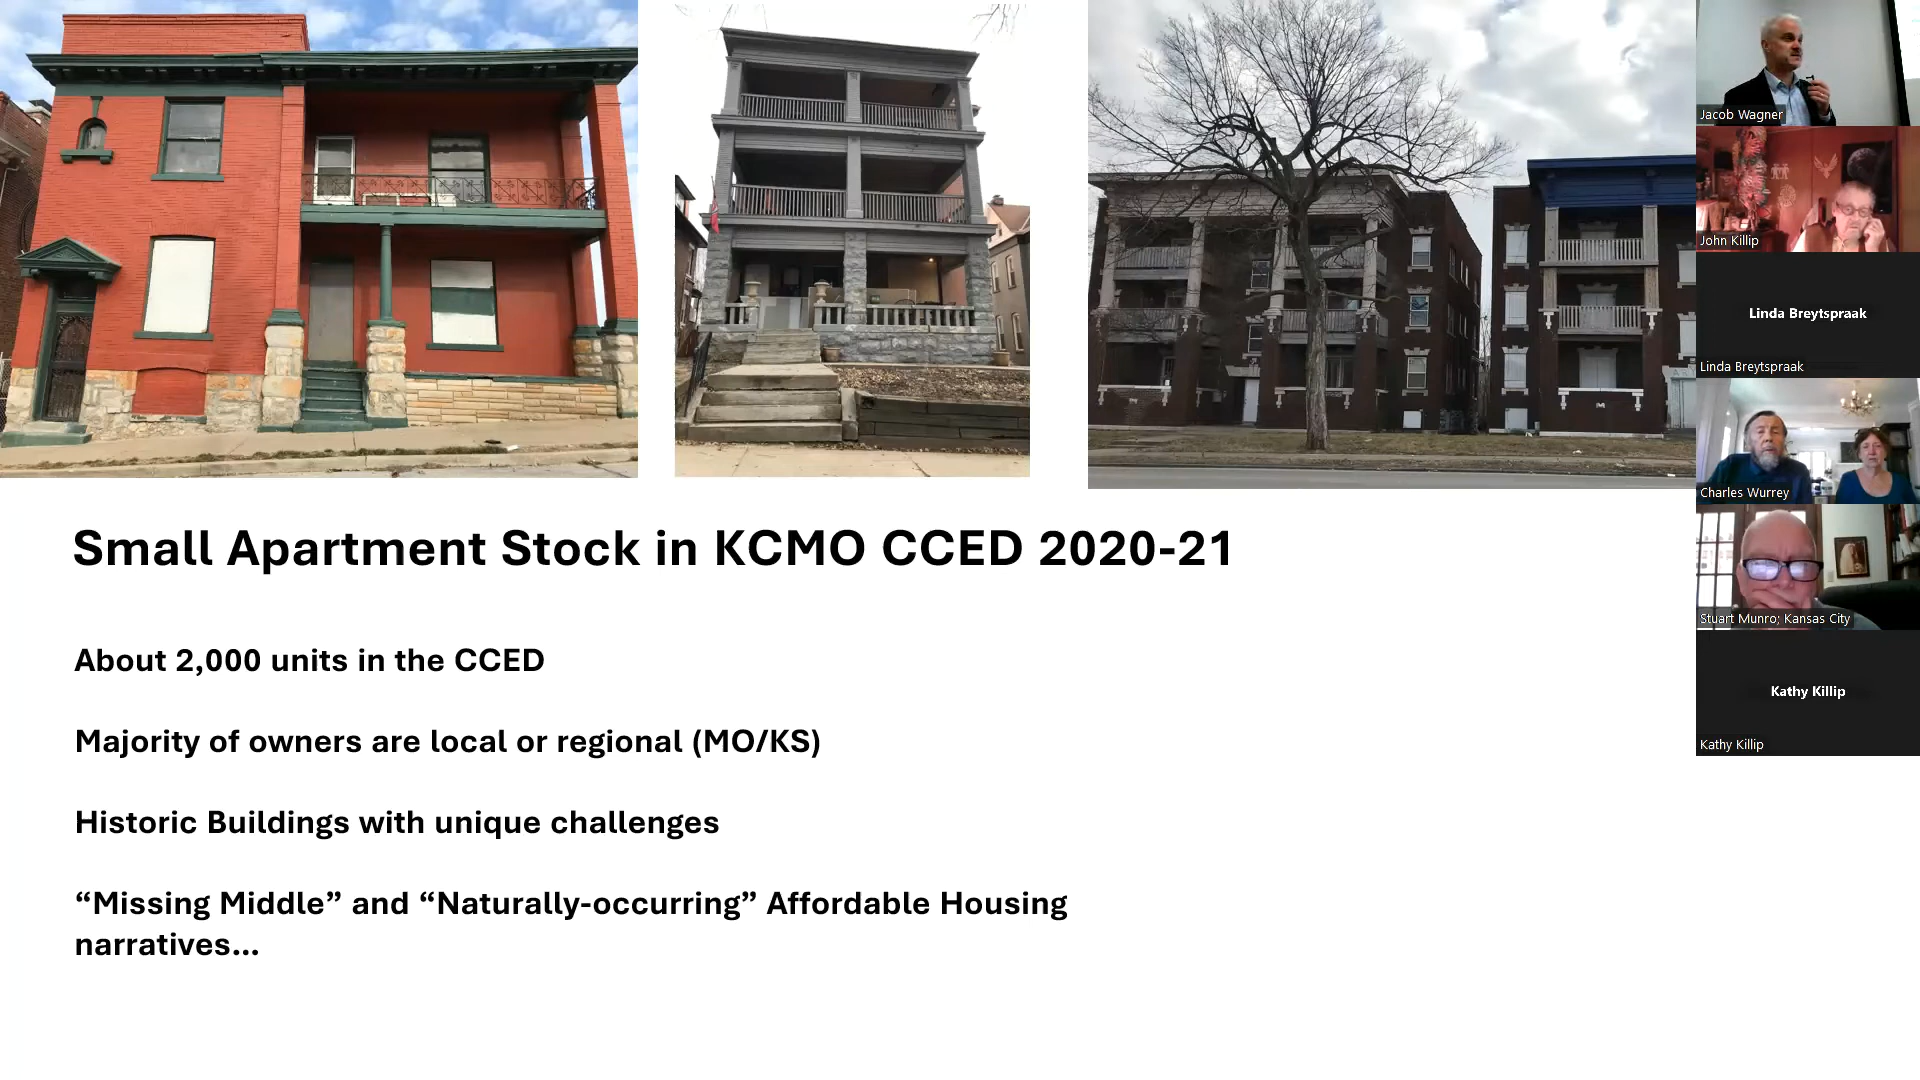 Small Apartment Stock in KCMO CCED 2020-21
About 2,000 units in the CCED
Majority of owners are local or regional (MO/KS)
Historic Buildings with unique challenges
“Missing Middle” and “Naturally-occurring” Affordable Housing
narratives...
Jacob Wagner
John Killip
Linda Breytspraak
Linda Breytspraak
Charles Wurrey
Stuart Munro; Kansas City
Kathy Killip
Kathy Killip